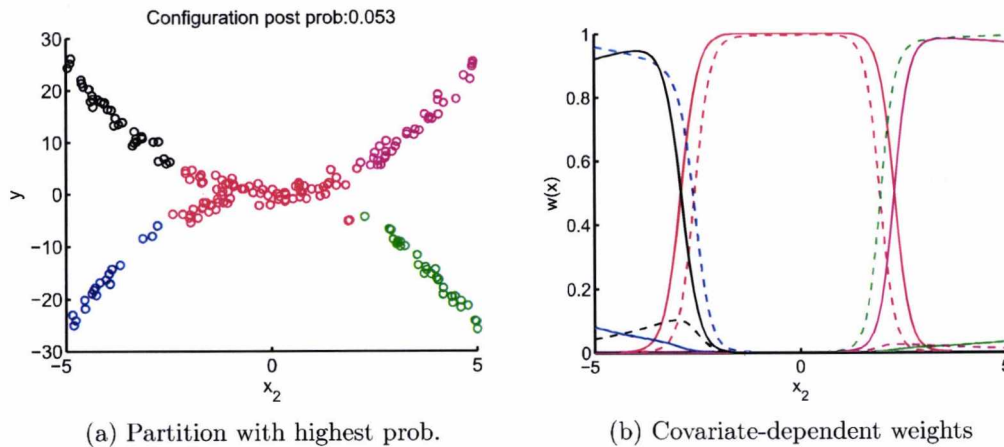 Configuration post prob:0.053
30
20
10
0
−10
−20
−30
y
−5
0
5
x2
1
0.8
0.6
0.4
0.2
0
w(x)
−5
0
5
x2
(a) Partition with highest prob.
(b) Covariate-dependent weights